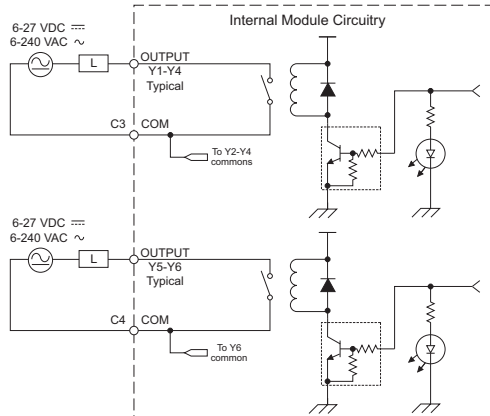 Internal Module Circuitry
6-27 VDC ⎓
6-240 VAC ∿
L
OUTPUT
Y1-Y4
Typical
C3
COM
To Y2-Y4
commons
6-27 VDC ⎓
6-240 VAC ∿
L
OUTPUT
Y5-Y6
Typical
C4
COM
To Y6
common